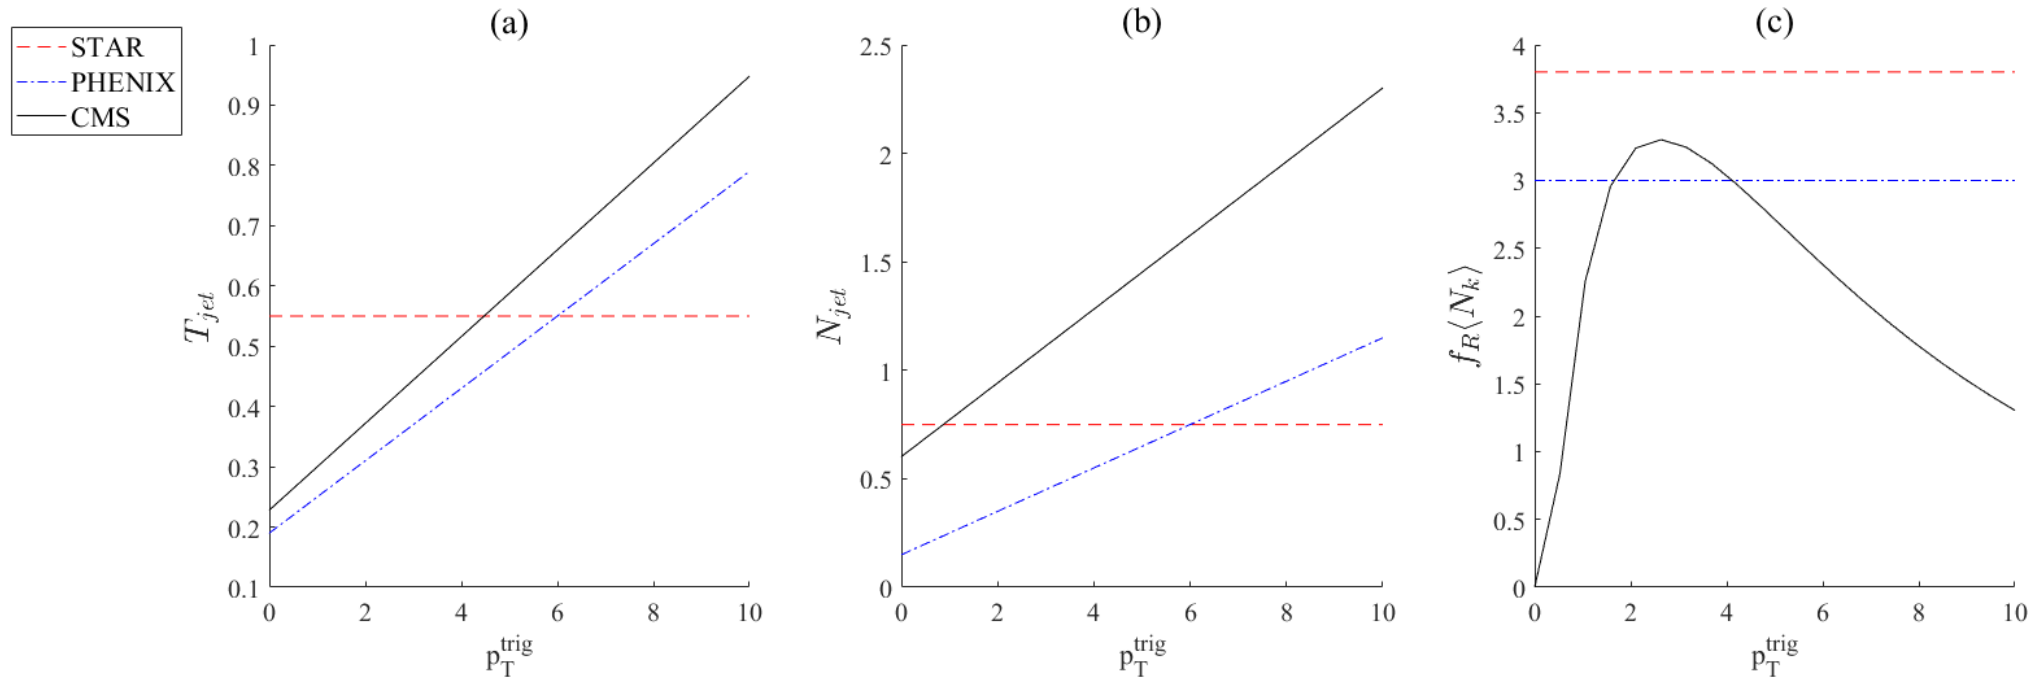 (a)
(b)
(c)
STAR
PHENIX
CMS
1
0.9
0.8
0.7
0.6
0.5
0.4
0.3
0.2
0.1
T_jet
0 2 4 6 8 10
p_T^trig
2.5
2
1.5
1
0.5
0
N_jet
0 2 4 6 8 10
p_T^trig
4
3.5
3
2.5
2
1.5
1
0.5
0
f_R⟨N_k⟩
0 2 4 6 8 10
p_T^trig